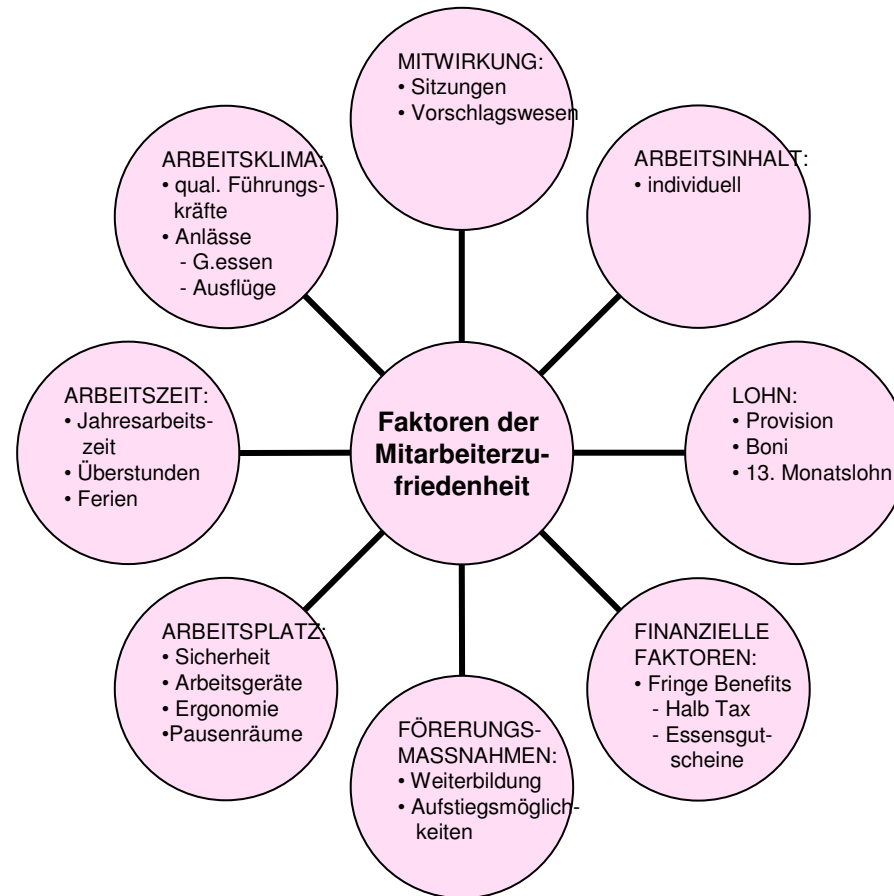 MITWIRKUNG:
• Sitzungen
• Vorschlagswesen
ARBEITSINHALT:
• individuell
LOHN:
• Provision
• Boni
• 13. Monatslohn
FINANZIELLE
FAKTOREN:
• Fringe Benefits
- Halb Tax
- Essensgut-
scheine
FÖRERUNGS-
MASSNAHMEN:
• Weiterbildung
• Aufstiegsmöglich-
keiten
ARBEITSPLATZ:
• Sicherheit
• Arbeitsgeräte
• Ergonomie
•Pausenräume
ARBEITSZEIT:
• Jahresarbeits-
zeit
• Überstunden
• Ferien
ARBEITSKLIMA:
• qual. Führungs-
kräfte
• Anlässe
- G.essen
- Ausflüge
Faktoren der
Mitarbeiterzu-
friedenheit